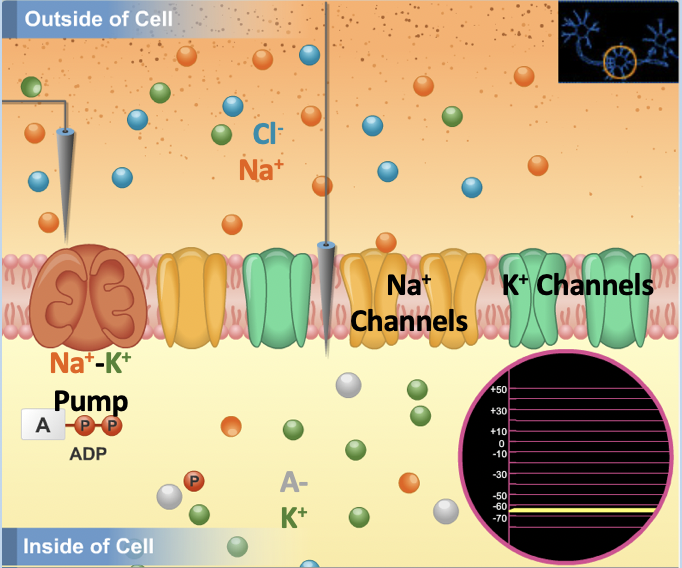 Outside of Cell
Cl⁻
Na⁺
Na⁺
Channels
K⁺ Channels
Na⁺-K⁺
Pump
A P P
ADP
P
A-
K⁺
+50
+30
+10
0
-10
-30
-50
-60
-70
Inside of Cell